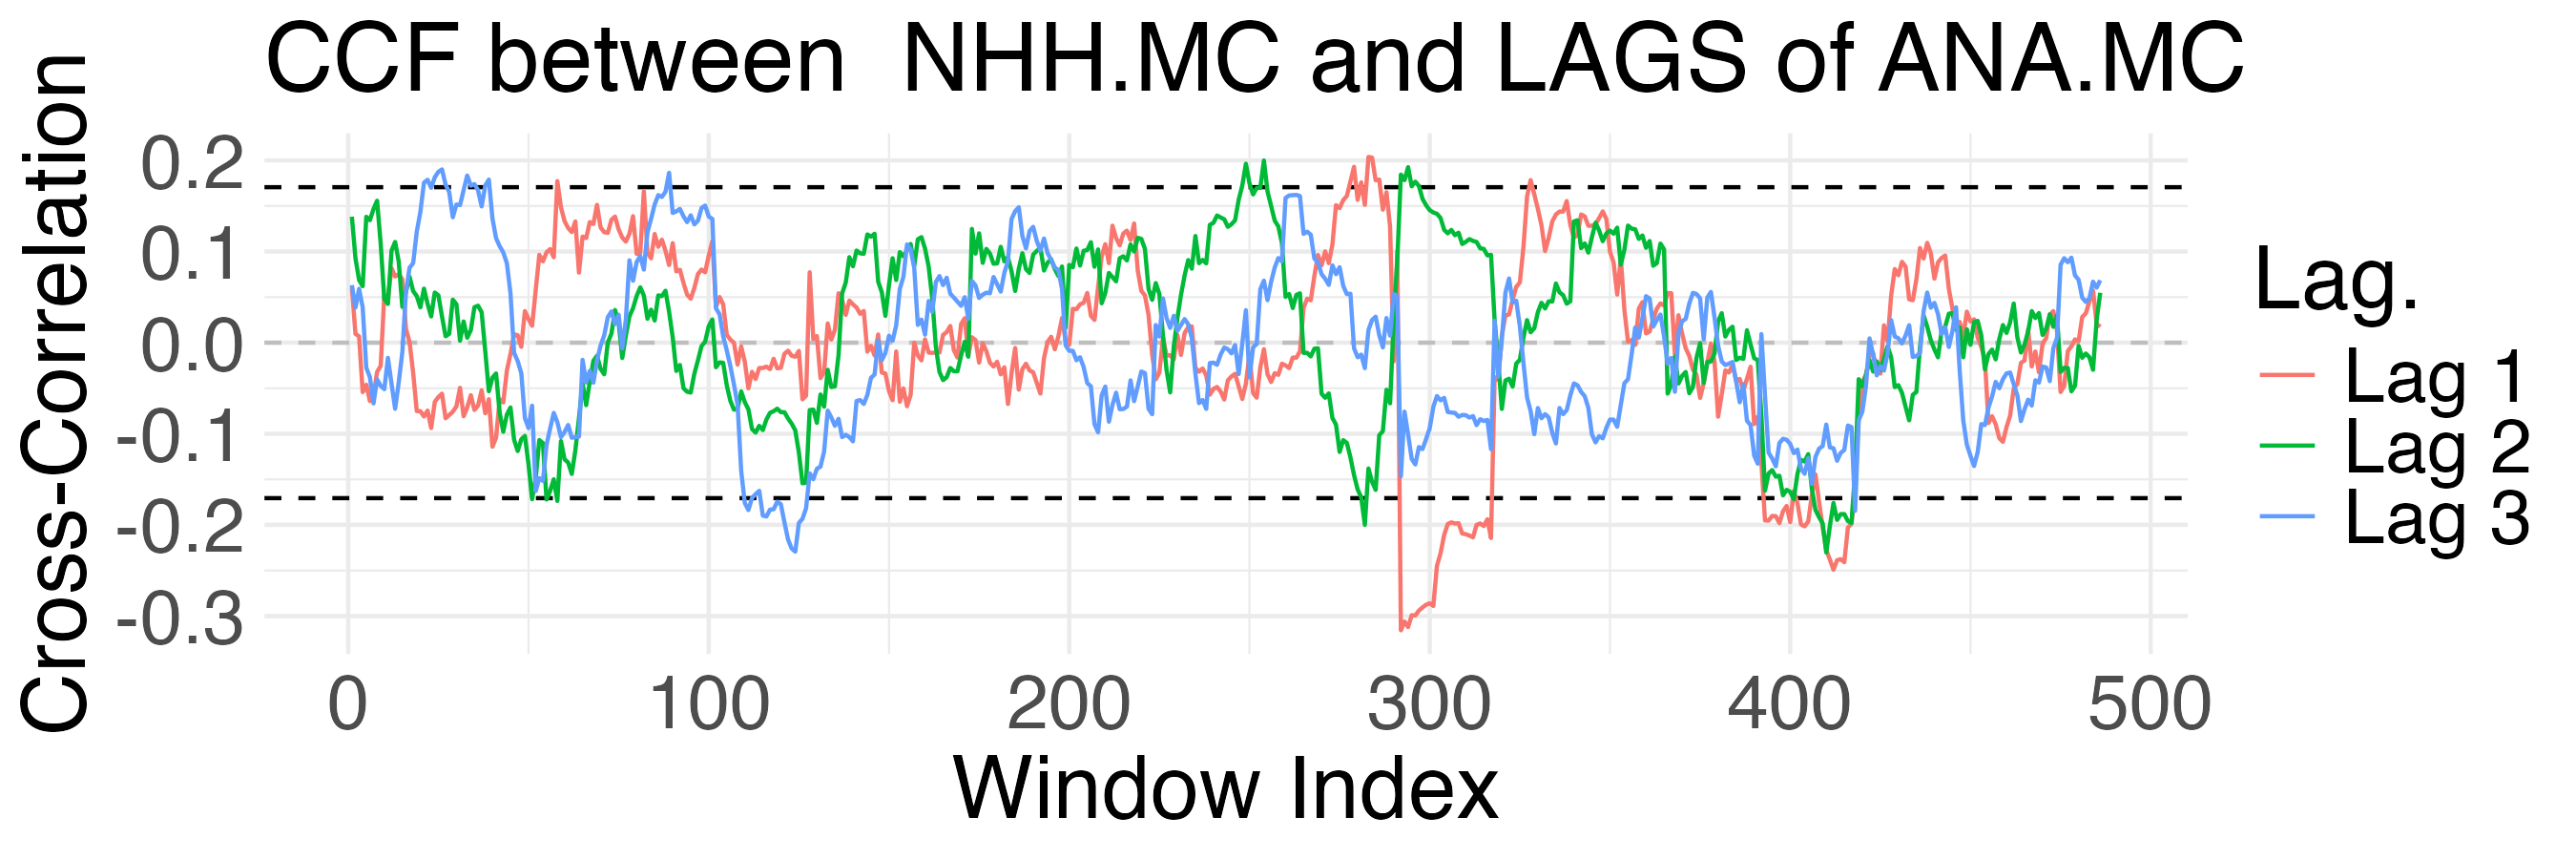 CCF between  NHH.MC and LAGS of ANA.MC
Cross-Correlation
0.2
0.1
0.0
-0.1
-0.2
-0.3
0 100 200 300 400 500
Window Index
Lag.
Lag 1
Lag 2
Lag 3